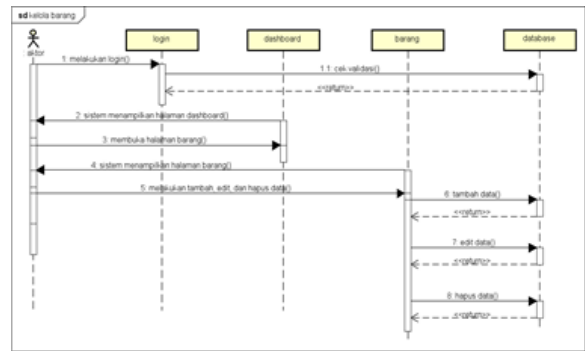 sd kelola barang
: aktor
login
dashboard
barang
database
1: melakukan login()
1.1: cek validasi()
<<return>>
2: sistem menampilkan halaman dashboard()
3: membuka halaman barang()
4: sistem menampilkan halaman barang()
5: melakukan tambah, edit, dan hapus data()
6: tambah data()
<<return>>
7: edit data()
<<return>>
8: hapus data()
<<return>>